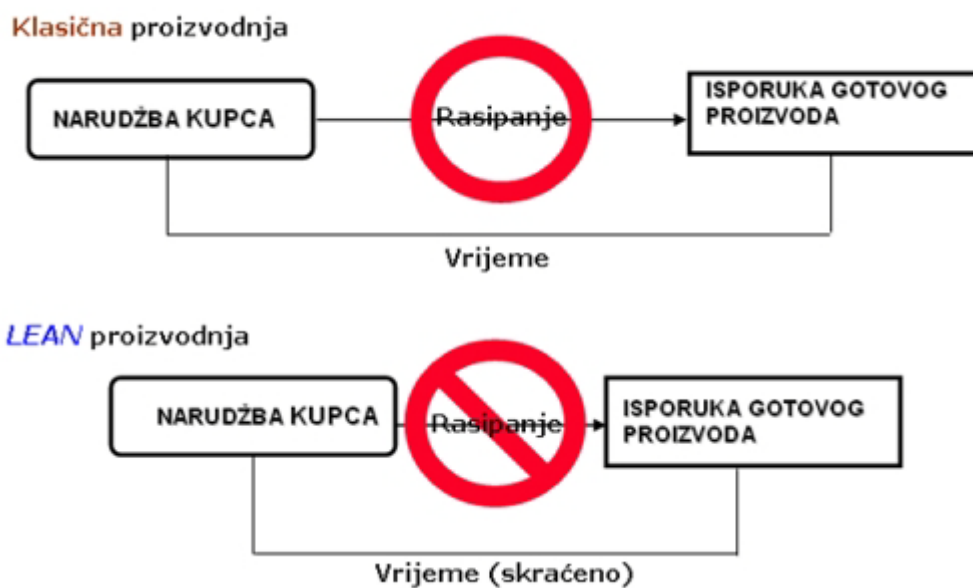 Klasična proizvodnja
NARUDŽBA KUPCA
Rasipanje
ISPORUKA GOTOVOG
PROIZVODA
Vrijeme
LEAN proizvodnja
NARUDŽBA KUPCA
Rasipanje
ISPORUKA GOTOVOG
PROIZVODA
Vrijeme (skraćeno)